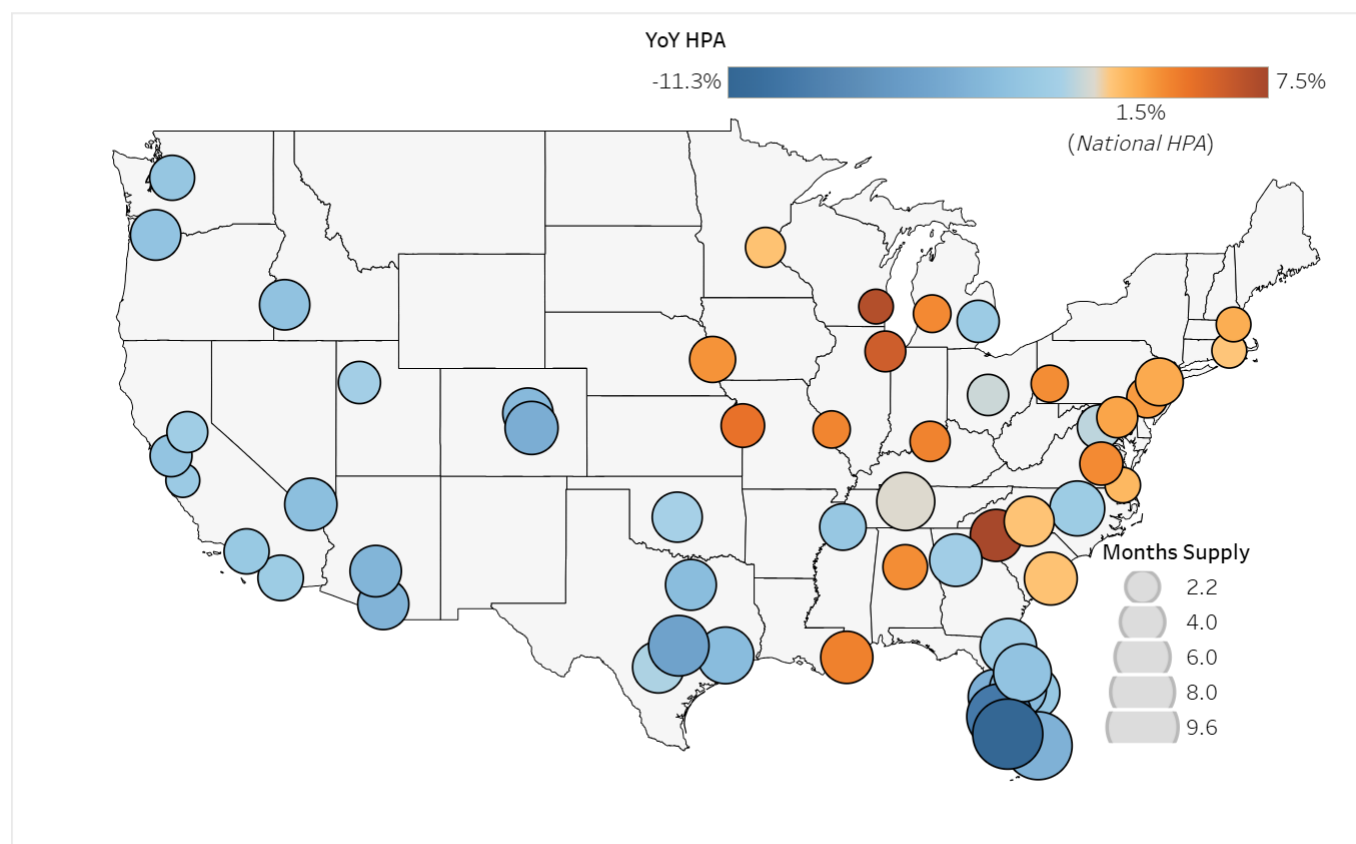 YoY HPA
-11.3% 7.5%
1.5%
(National HPA)
Months Supply
2.2
4.0
6.0
8.0
9.6